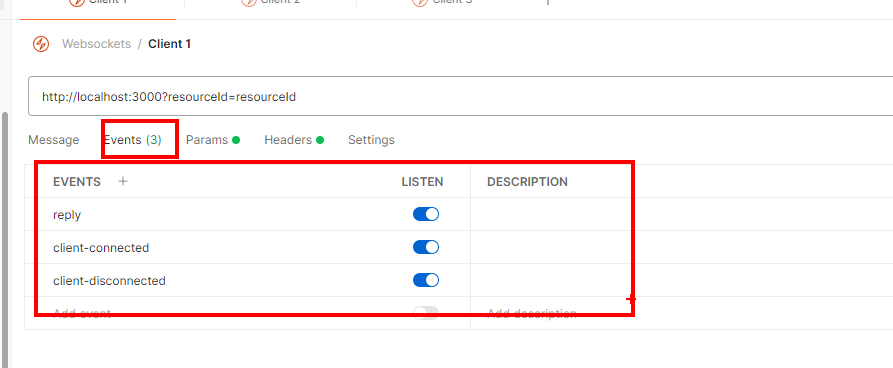 Client 1 Client 2 Client 3 +
Websockets / Client 1
http://localhost:3000?resourceId=resourceId
Message Events (3) Params Headers Settings
EVENTS + LISTEN DESCRIPTION
reply
client-connected
client-disconnected
Add event Add description